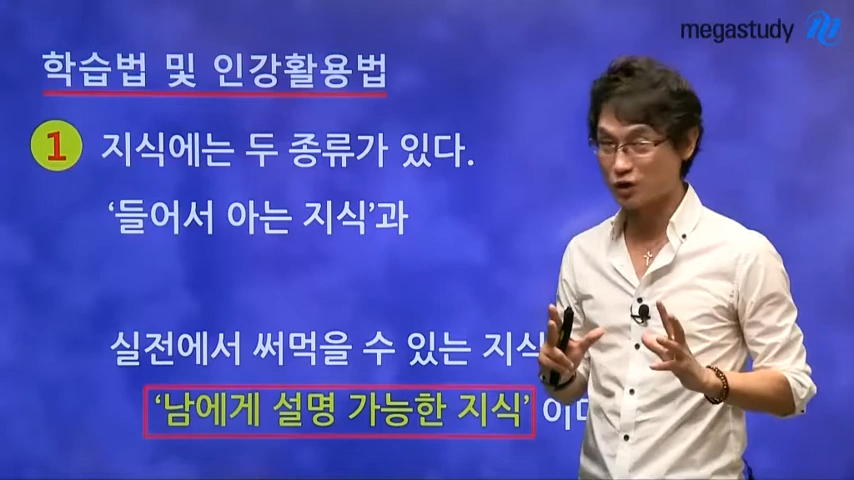 megastudy
학습법 및 인강활용법
1 지식에는 두 종류가 있다.
‘들어서 아는 지식’과
실전에서 써먹을 수 있는 지식
‘남에게 설명 가능한 지식’ 이다